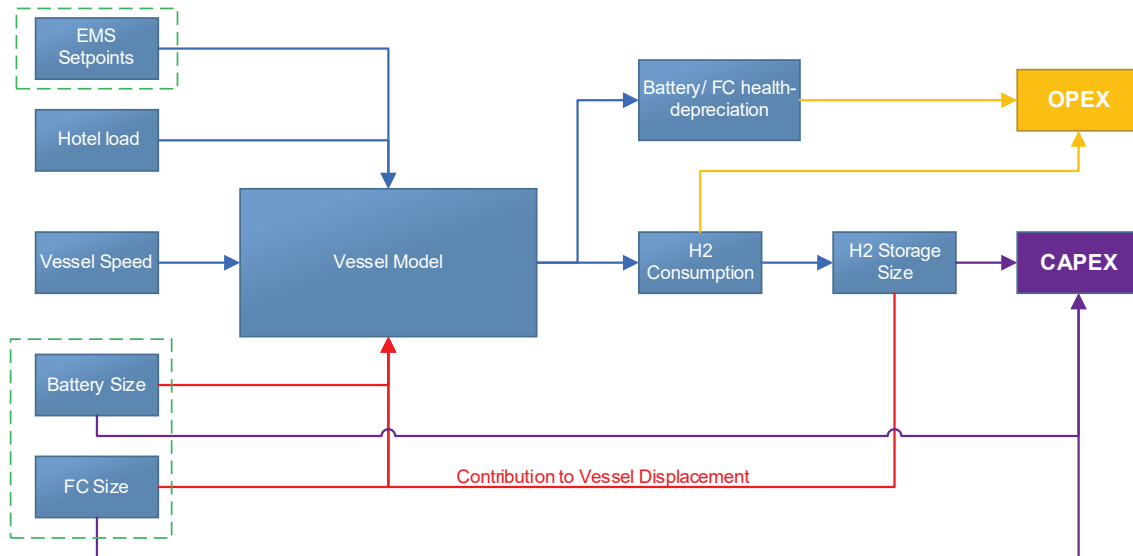 EMS
Setpoints
Hotel load
Vessel Speed
Vessel Model
Battery/ FC health-
depreciation
OPEX
H2
Consumption
H2 Storage
Size
CAPEX
Battery Size
FC Size
Contribution to Vessel Displacement